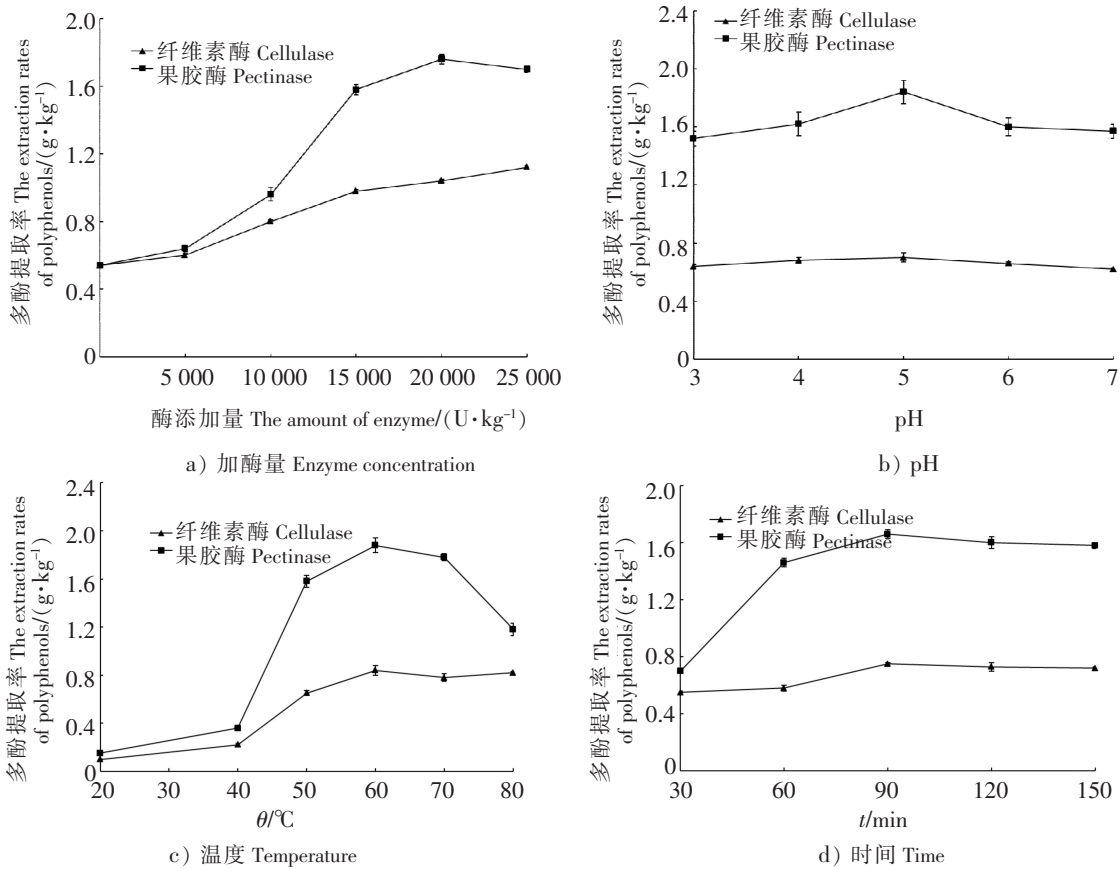 多酚提取率 The extraction rates
of polyphenols/(g·kg⁻¹)
2.0
1.6
1.2
0.8
0.4
0
纤维素酶 Cellulase
果胶酶 Pectinase
5 000 10 000 15 000 20 000 25 000
酶添加量 The amount of enzyme/(U·kg⁻¹)
a) 加酶量 Enzyme concentration
多酚提取率 The extraction rates
of polyphenols/(g·kg⁻¹)
2.4
2.0
1.6
1.2
0.8
0.4
0
纤维素酶 Cellulase
果胶酶 Pectinase
3 4 5 6 7
pH
b) pH
多酚提取率 The extraction rates
of polyphenols/(g·kg⁻¹)
2.4
2.0
1.6
1.2
0.8
0.4
0
纤维素酶 Cellulase
果胶酶 Pectinase
20 30 40 50 60 70 80
θ/℃
c) 温度 Temperature
多酚提取率 The extraction rates
of polyphenols/(g·kg⁻¹)
2.0
1.6
1.2
0.8
0.4
0
纤维素酶 Cellulase
果胶酶 Pectinase
30 60 90 120 150
t/min
d) 时间 Time